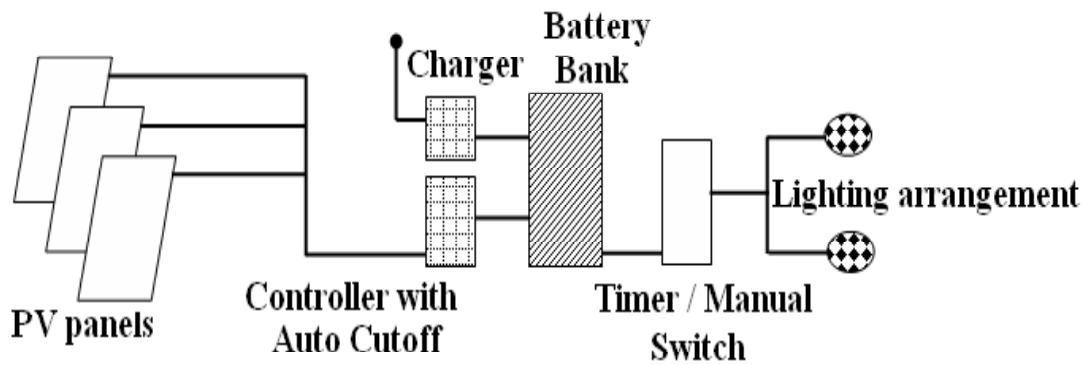 Battery
Bank
Charger
Lighting arrangement
PV panels
Controller with
Auto Cutoff
Timer / Manual
Switch